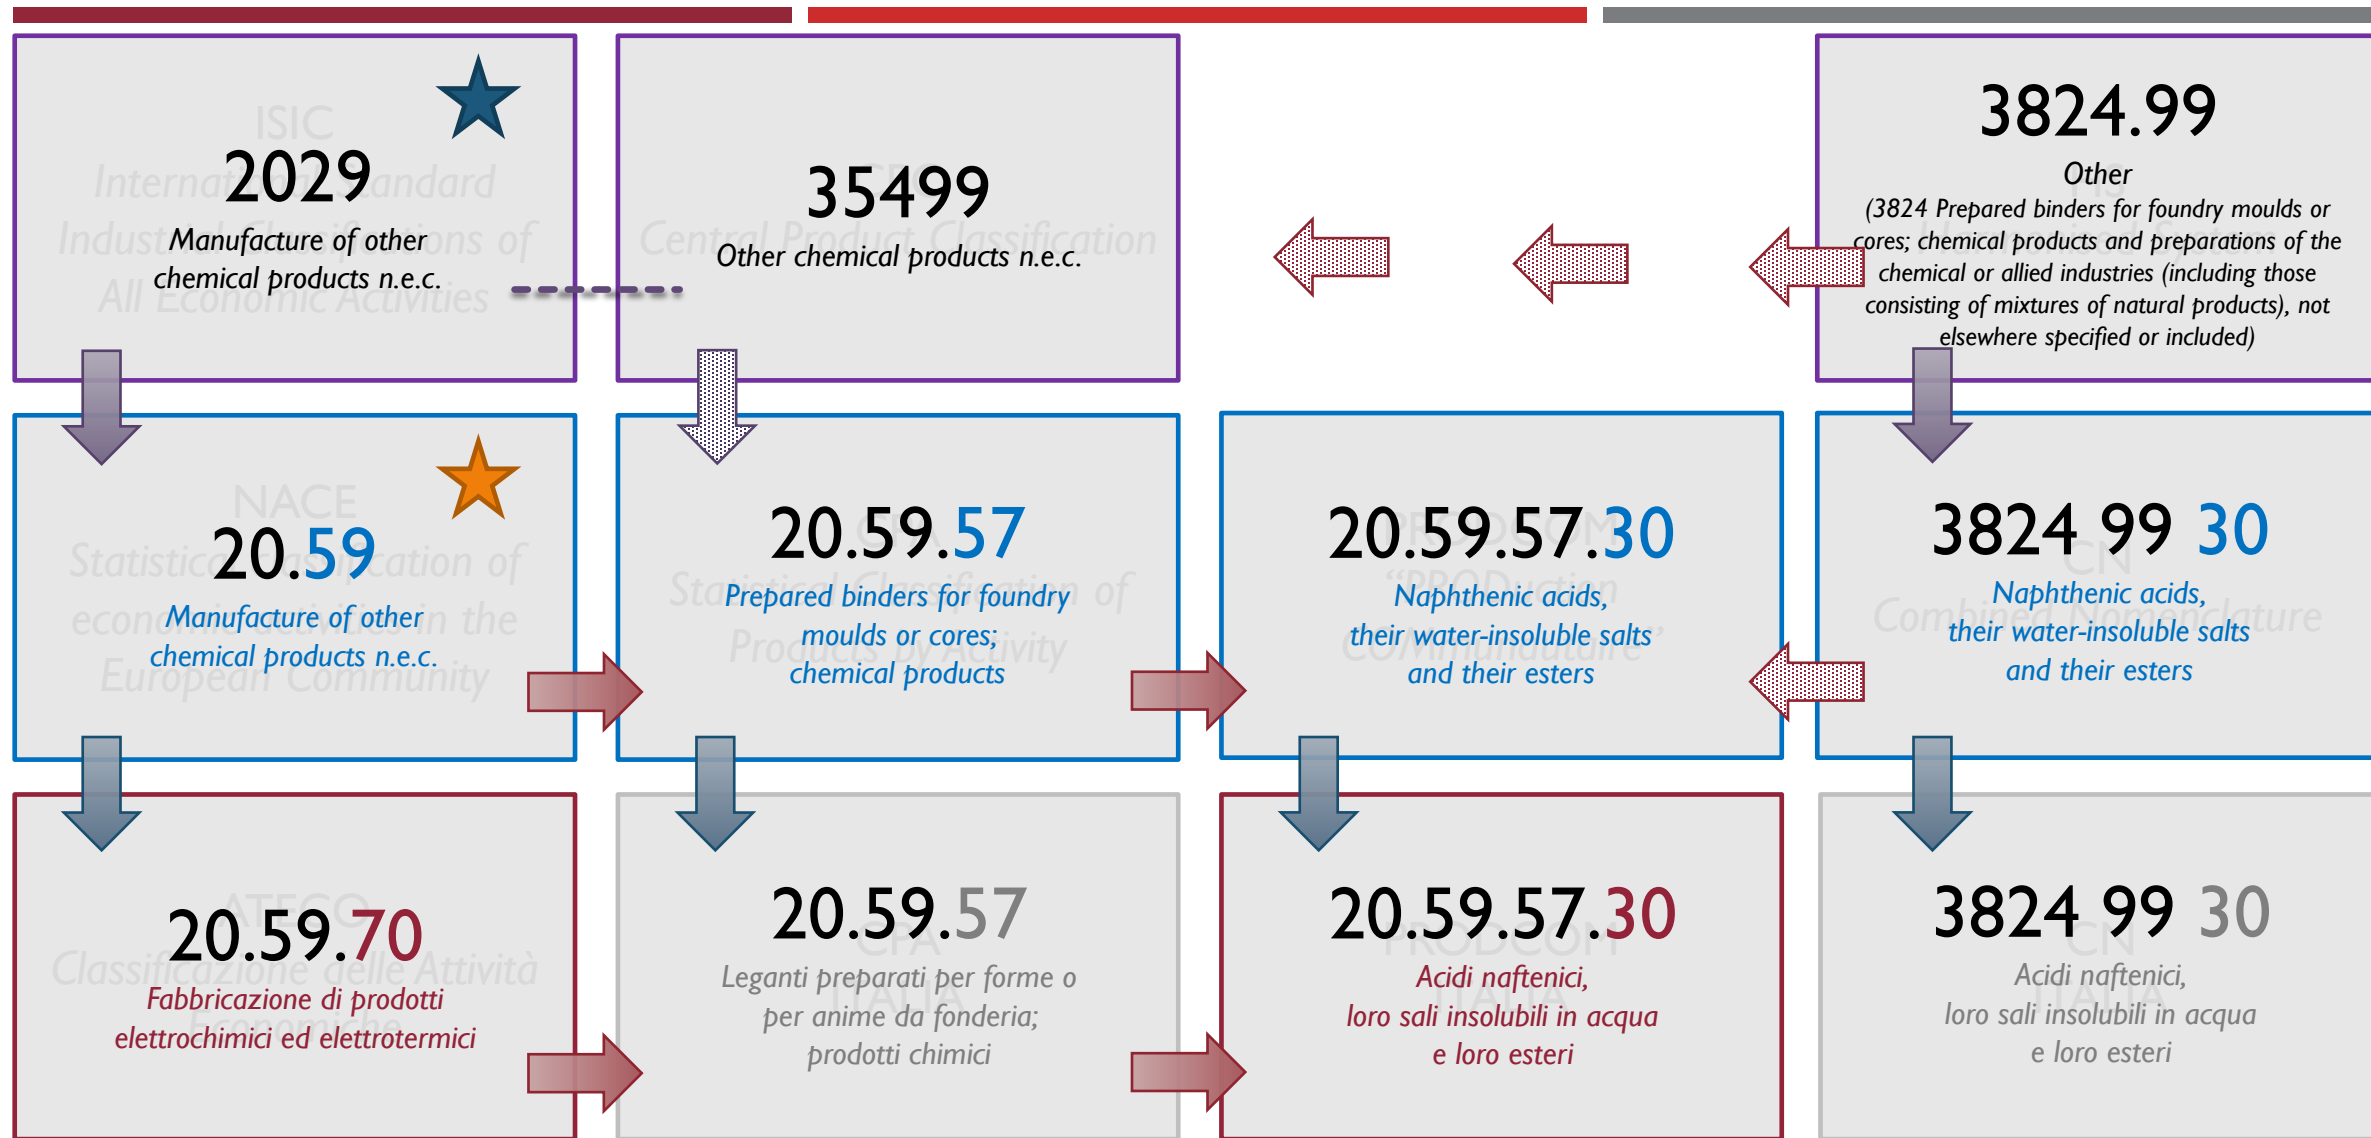 ISIC
International Standard
Industrial Classifications of
All Economic Activities
2029
Manufacture of other
chemical products n.e.c.
CPC
Central Product Classification
35499
Other chemical products n.e.c.
HS
Harmonised System
3824.99
Other
(3824 Prepared binders for foundry moulds or
cores; chemical products and preparations of the
chemical or allied industries (including those
consisting of mixtures of natural products), not
elsewhere specified or included)
NACE
Statistical classification of
economic activities in the
European Community
20.59
Manufacture of other
chemical products n.e.c.
CPA
Statistical Classification of
Products by Activity
20.59.57
Prepared binders for foundry
moulds or cores;
chemical products
PRODCOM
“PRODuction
COMmunautaire”
20.59.57.30
Naphthenic acids,
their water-insoluble salts
and their esters
CN
Combined Nomenclature
3824 99 30
Naphthenic acids,
their water-insoluble salts
and their esters
ATECO
Classificazione delle Attività
Economiche
20.59.70
Fabbricazione di prodotti
elettrochimici ed elettrotermici
CPA
ITALIA
20.59.57
Leganti preparati per forme o
per anime da fonderia;
prodotti chimici
PRODCOM
ITALIA
20.59.57.30
Acidi naftenici,
loro sali insolubili in acqua
e loro esteri
CN
ITALIA
3824 99 30
Acidi naftenici,
loro sali insolubili in acqua
e loro esteri